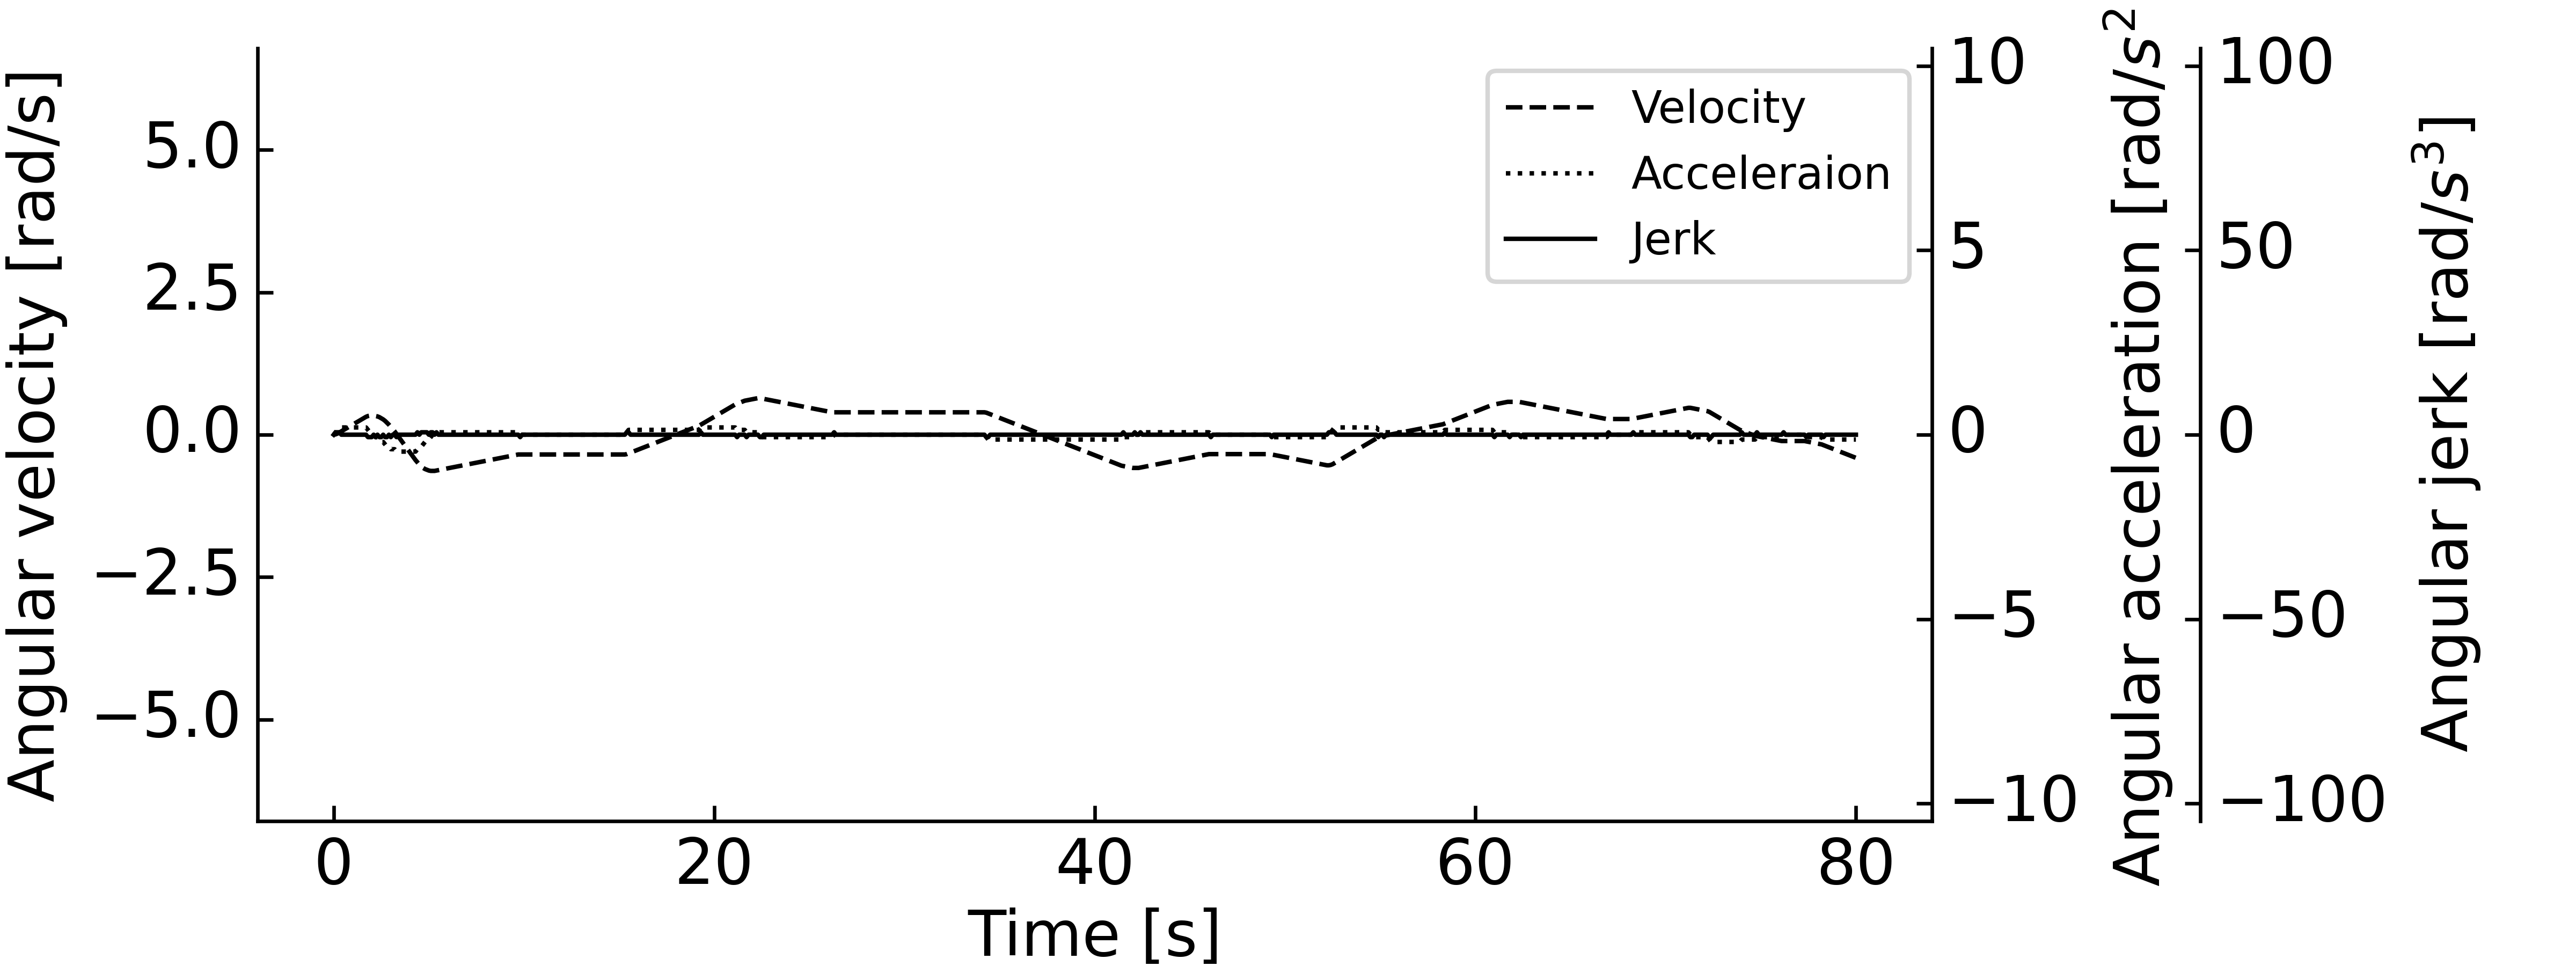 Angular velocity [rad/s]
5.0
2.5
0.0
−2.5
−5.0
0
20
40
60
80
Time [s]
Velocity
Acceleraion
Jerk
10
5
0
−5
−10
Angular acceleration [rad/s²
100
50
0
−50
−100
Angular jerk [rad/s³]